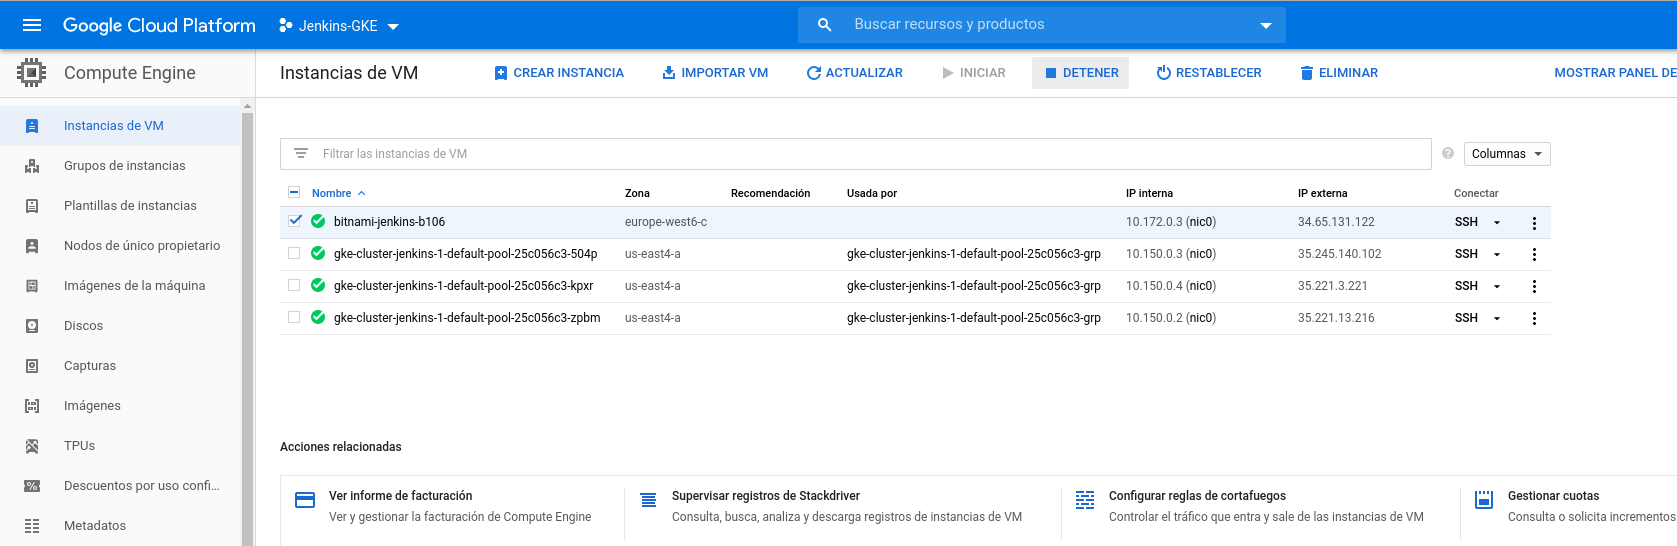 Google Cloud Platform Jenkins-GKE Buscar recursos y productos
Compute Engine
Instancias de VM CREAR INSTANCIA IMPORTAR VM ACTUALIZAR INICIAR DETENER RESTABLECER ELIMINAR MOSTRAR PANEL DE
Instancias de VM
Grupos de instancias
Plantillas de instancias
Nodos de único propietario
Imágenes de la máquina
Discos
Capturas
Imágenes
TPUs
Descuentos por uso confi...
Metadatos
Filtrar las instancias de VM Columnas
Nombre Zona Recomendación Usada por IP interna IP externa Conectar
bitnami-jenkins-b106 europe-west6-c 10.172.0.3 (nic0) 34.65.131.122 SSH
gke-cluster-jenkins-1-default-pool-25c056c3-504p us-east4-a gke-cluster-jenkins-1-default-pool-25c056c3-grp 10.150.0.3 (nic0) 35.245.140.102 SSH
gke-cluster-jenkins-1-default-pool-25c056c3-kpxr us-east4-a gke-cluster-jenkins-1-default-pool-25c056c3-grp 10.150.0.4 (nic0) 35.221.3.221 SSH
gke-cluster-jenkins-1-default-pool-25c056c3-zpbm us-east4-a gke-cluster-jenkins-1-default-pool-25c056c3-grp 10.150.0.2 (nic0) 35.221.13.216 SSH
Acciones relacionadas
Ver informe de facturación
Ver y gestionar la facturación de Compute Engine
Supervisar registros de Stackdriver
Consulta, busca, analiza y descarga registros de instancias de VM
Configurar reglas de cortafuegos
Controlar el tráfico que entra y sale de las instancias de VM
Gestionar cuotas
Consulta o solicita incrementos